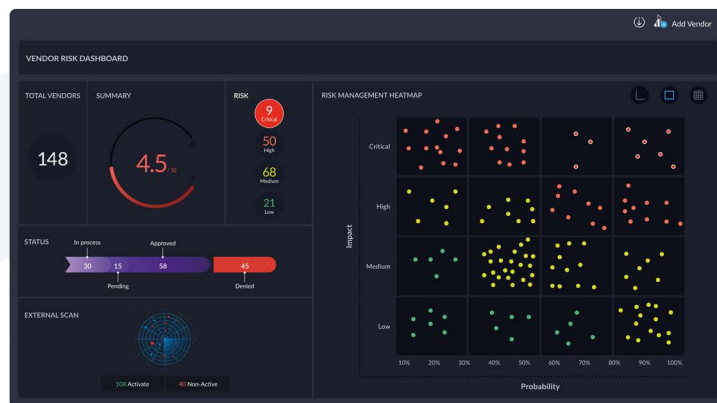 Add Vendor
VENDOR RISK DASHBOARD
TOTAL VENDORS
148
SUMMARY
4.5/10
RISK
9
Critical
50
High
68
Medium
21
Low
STATUS
In process
Approved
30 15 58 45
Pending
Denied
EXTERNAL SCAN
108 Activate
40 Non-Active
RISK MANAGEMENT HEATMAP
Impact
Critical
High
Medium
Low
10% 20% 30% 40% 50% 60% 70% 80% 90% 100%
Probability